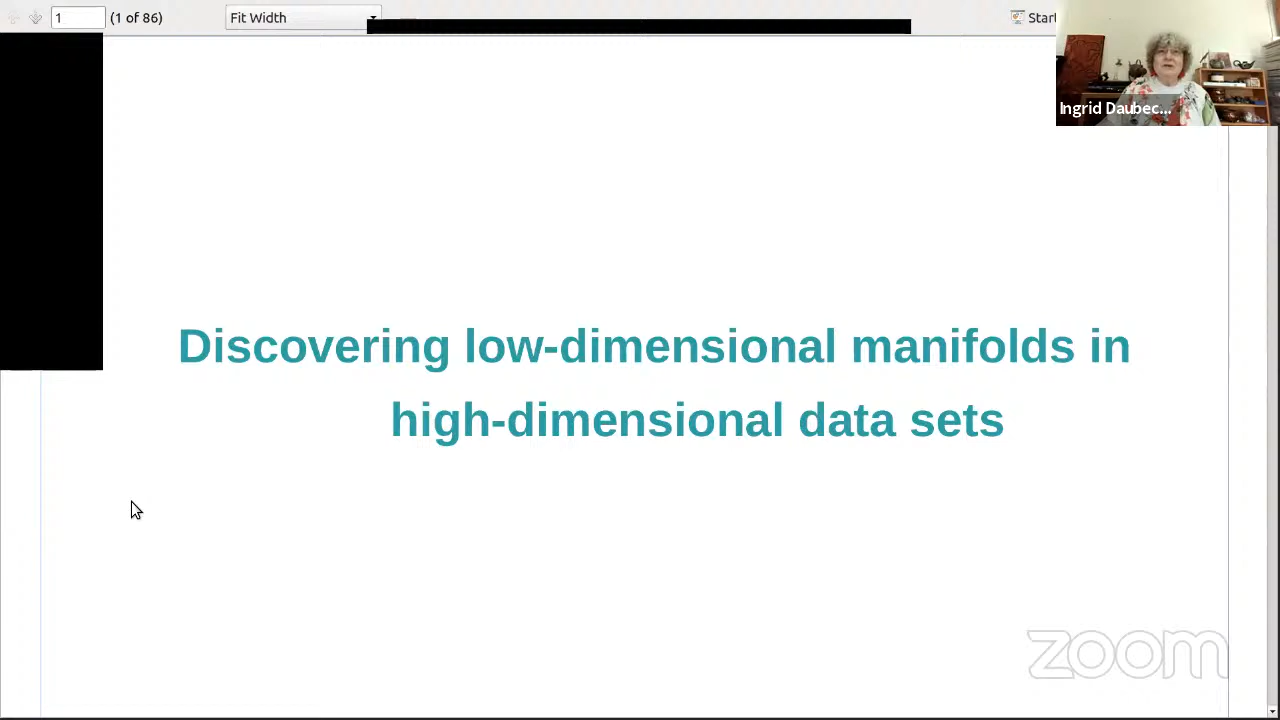 1 (1 of 86) Fit Width Start
Ingrid Daubec...
Discovering low-dimensional manifolds in
high-dimensional data sets
zoom